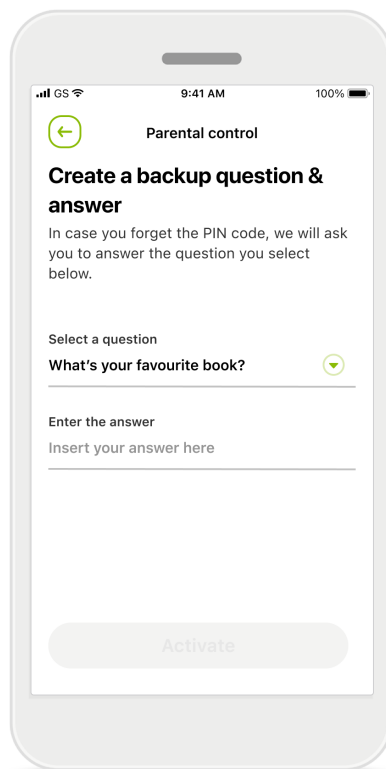 GS 9:41 AM 100%
Parental control
Create a backup question &
answer
In case you forget the PIN code, we will ask
you to answer the question you select
below.
Select a question
What's your favourite book?
Enter the answer
Insert your answer here
Activate